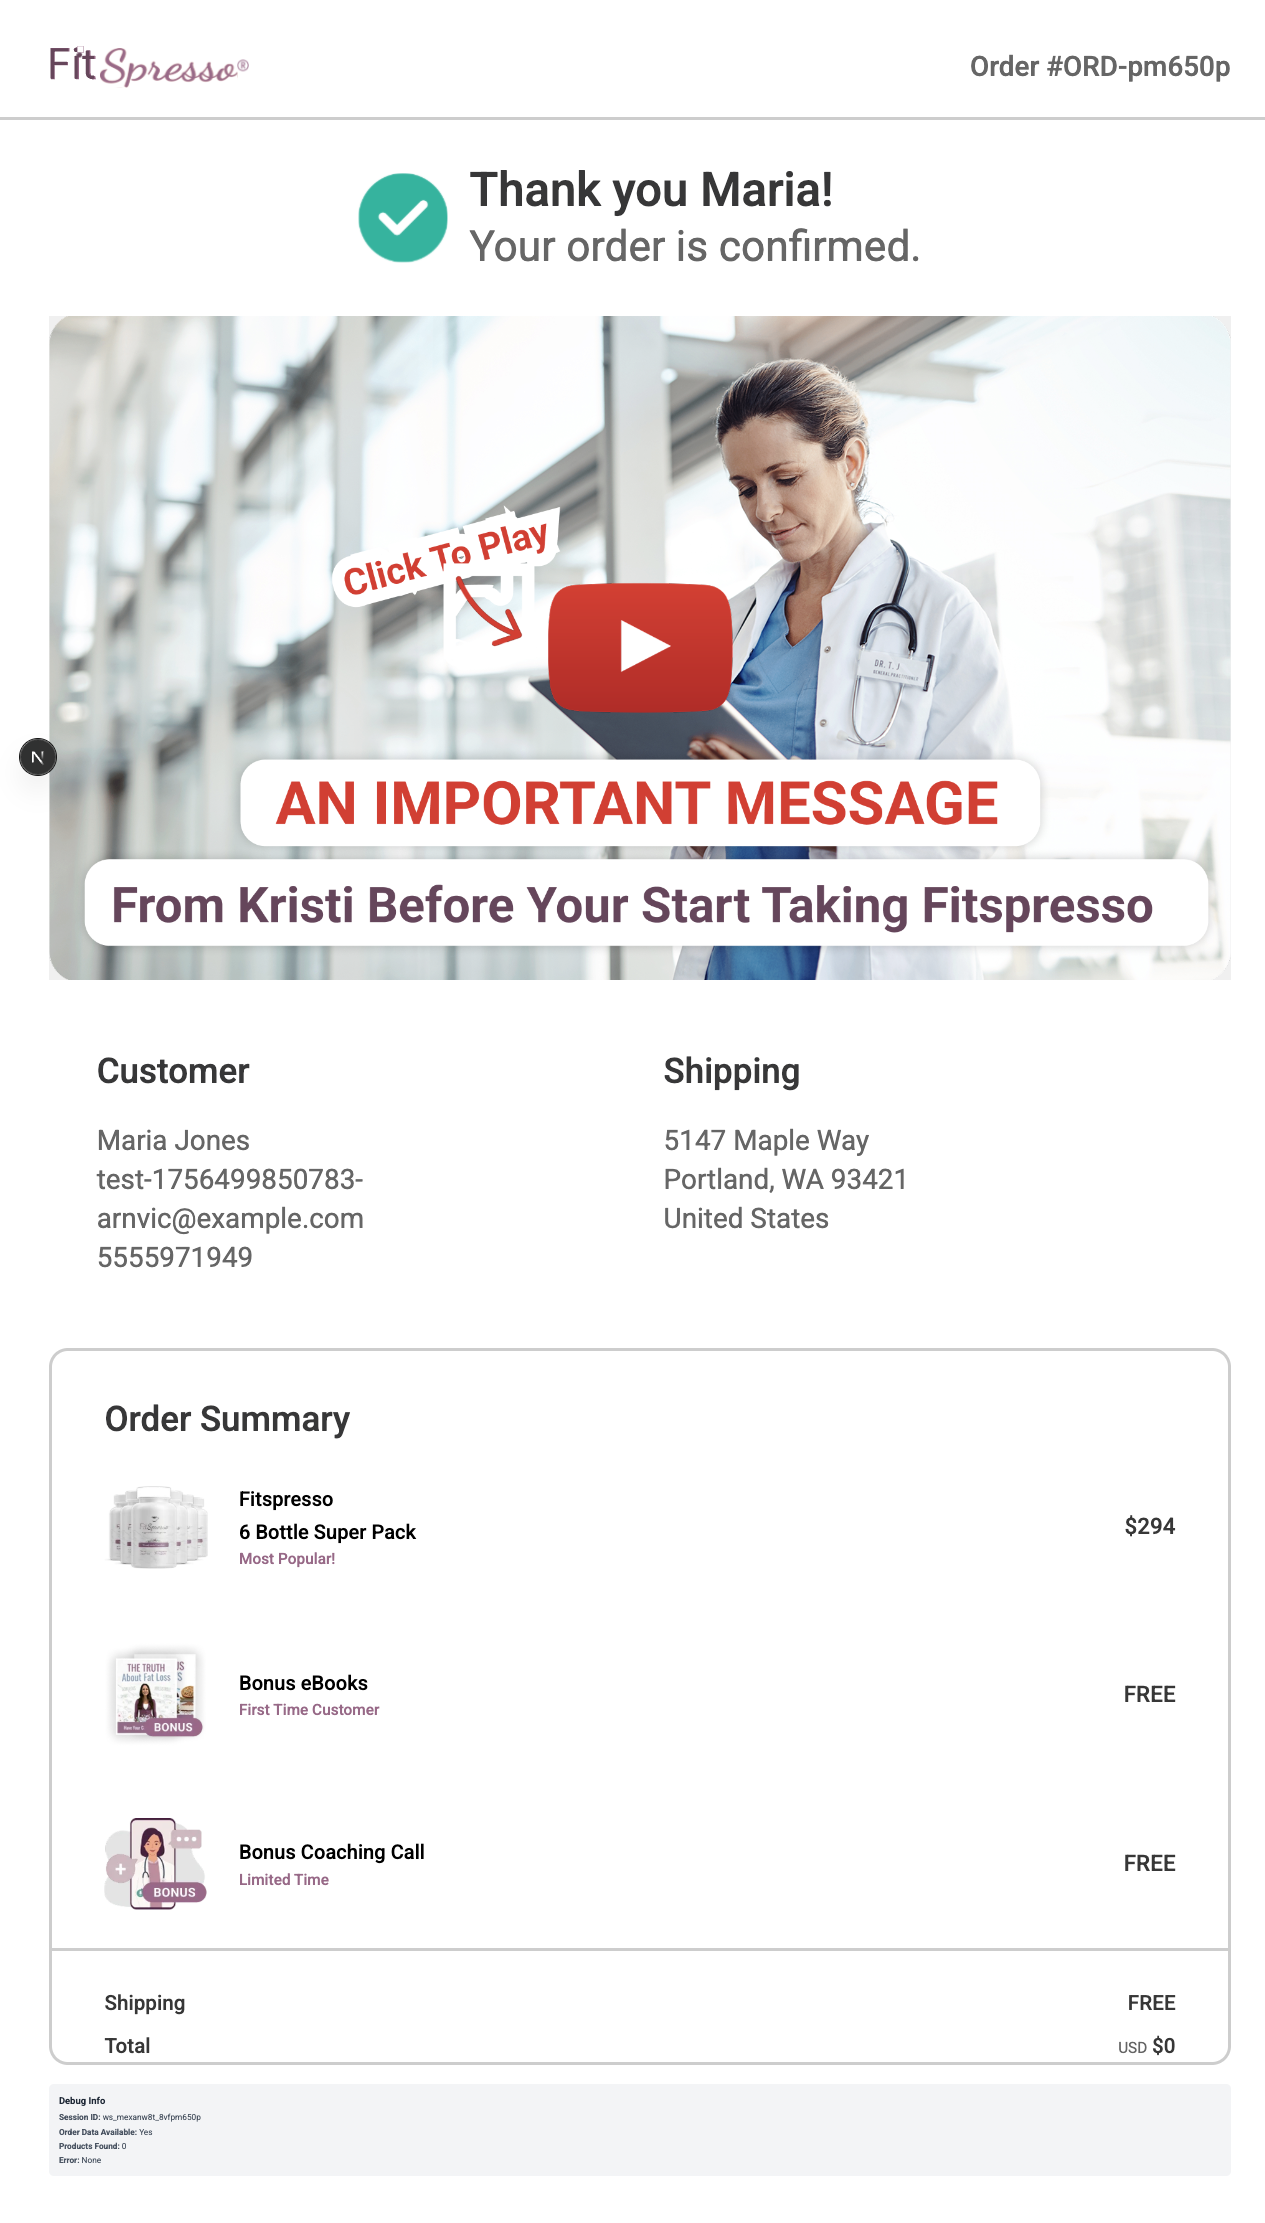 FitSpresso®
Order #ORD-pm650p
Thank you Maria!
Your order is confirmed.
Click To Play
DR. T. J
AN IMPORTANT MESSAGE
From Kristi Before Your Start Taking Fitspresso
N
Customer
Maria Jones
test-1756499850783-
arnvic@example.com
5555971949
Shipping
5147 Maple Way
Portland, WA 93421
United States
Order Summary
Fitspresso
6 Bottle Super Pack
Most Popular!
$294
THE TRUTH
About Fat Loss
BONUS
Bonus eBooks
First Time Customer
FREE
BONUS
Bonus Coaching Call
Limited Time
FREE
Shipping
FREE
Total
USD $0
Debug Info
Session ID: ws_mexanw8t_8vfpm650p
Order Data Available: Yes
Products Found: 0
Error: None